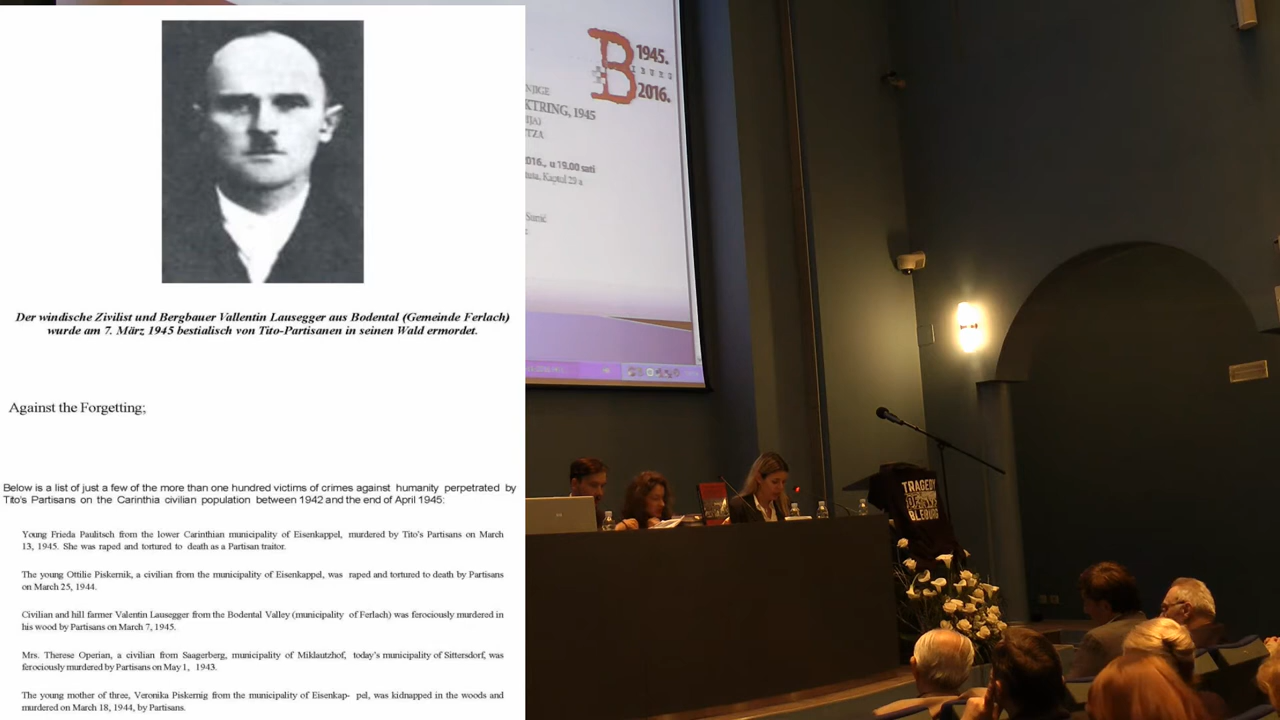 Der windische Zivilist und Bergbauer Vallentin Lausegger aus Bodental (Gemeinde Ferlach)
wurde am 7. März 1945 bestialisch von Tito-Partisanen in seinen Wald ermordet.
Against the Forgetting;
Below is a list of just a few of the more than one hundred victims of crimes against humanity perpetrated by
Tito's Partisans on the Carinthia civilian population between 1942 and the end of April 1945:
Young Frieda Paulitsch from the lower Carinthian municipality of Eisenkappel, murdered by Tito's Partisans on March
13, 1945. She was raped and tortured to death as a Partisan traitor.
The young Ottilie Piskernik, a civilian from the municipality of Eisenkappel, was raped and tortured to death by Partisans
on March 25, 1944.
Civilian and hill farmer Valentin Lausegger from the Bodental Valley (municipality of Ferlach) was ferociously murdered in
his wood by Partisans on March 7, 1945.
Mrs. Therese Operian, a civilian from Saagerberg, municipality of Miklautzhof, today's municipality of Sittersdorf, was
ferociously murdered by Partisans on May 1, 1943.
The young mother of three, Veronika Piskernig from the municipality of Eisenkap- pel, was kidnapped in the woods and
murdered on March 18, 1944, by Partisans.
B 1945.
2016.
NJIGE
KTRING, 1945
TZA
016., u 19.00 sati
Kaptol 29 a
TRAGEDY
BLEIBURG